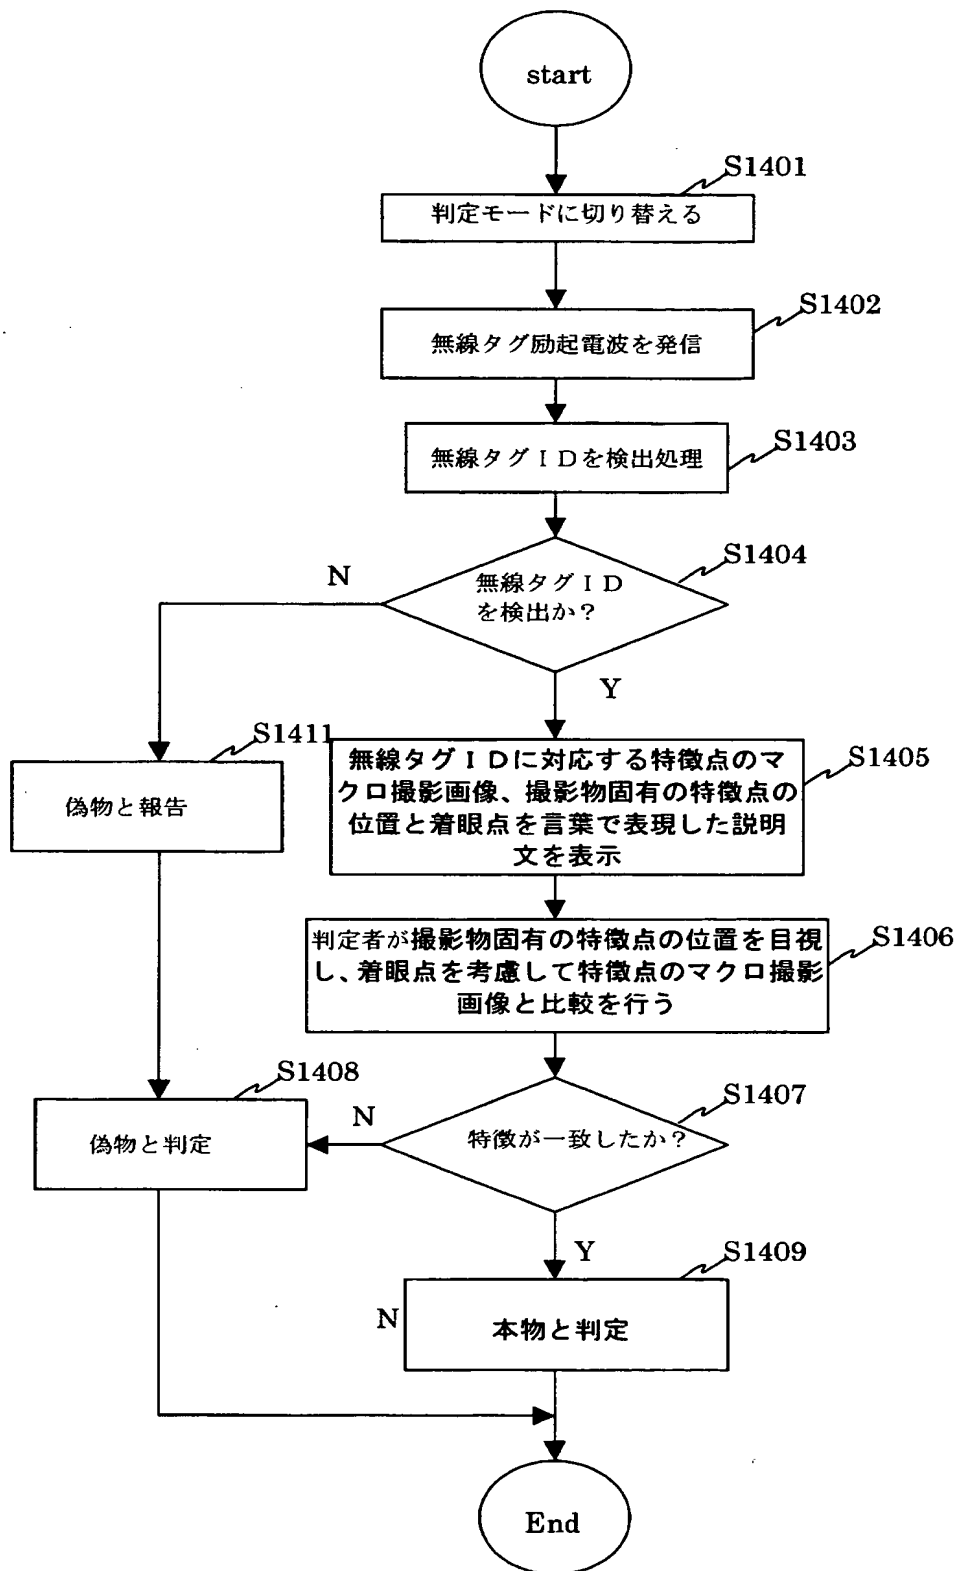 start
S1401
判定モードに切り替える
S1402
無線タグ励起電波を発信
S1403
無線タグＩＤを検出処理
S1404
N
無線タグＩＤ
を検出か？
Y
S1411
偽物と報告
S1405
無線タグＩＤに対応する特徴点のマ
クロ撮影画像、撮影物固有の特徴点の
位置と着眼点を言葉で表現した説明
文を表示
S1406
判定者が撮影物固有の特徴点の位置を目視
し、着眼点を考慮して特徴点のマクロ撮影
画像と比較を行う
S1408
偽物と判定
N
S1407
特徴が一致したか？
Y
S1409
N
本物と判定
End